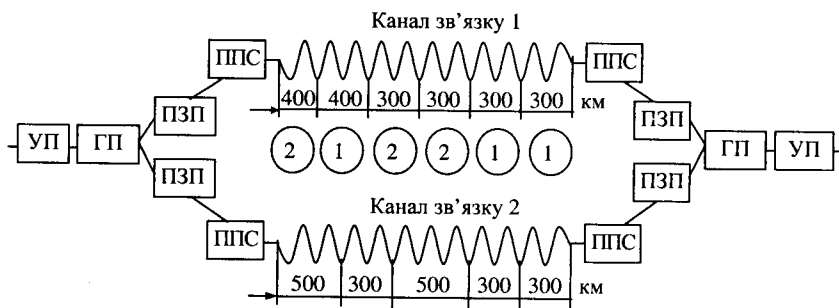 Канал зв'язку 1
ППС ППС
400 400 300 300 300 300 км
ПЗП ПЗП
2 1 2 2 1 1
УП ГП ГП УП
ПЗП ПЗП
Канал зв'язку 2
ППС ППС
500 300 500 300 300 км